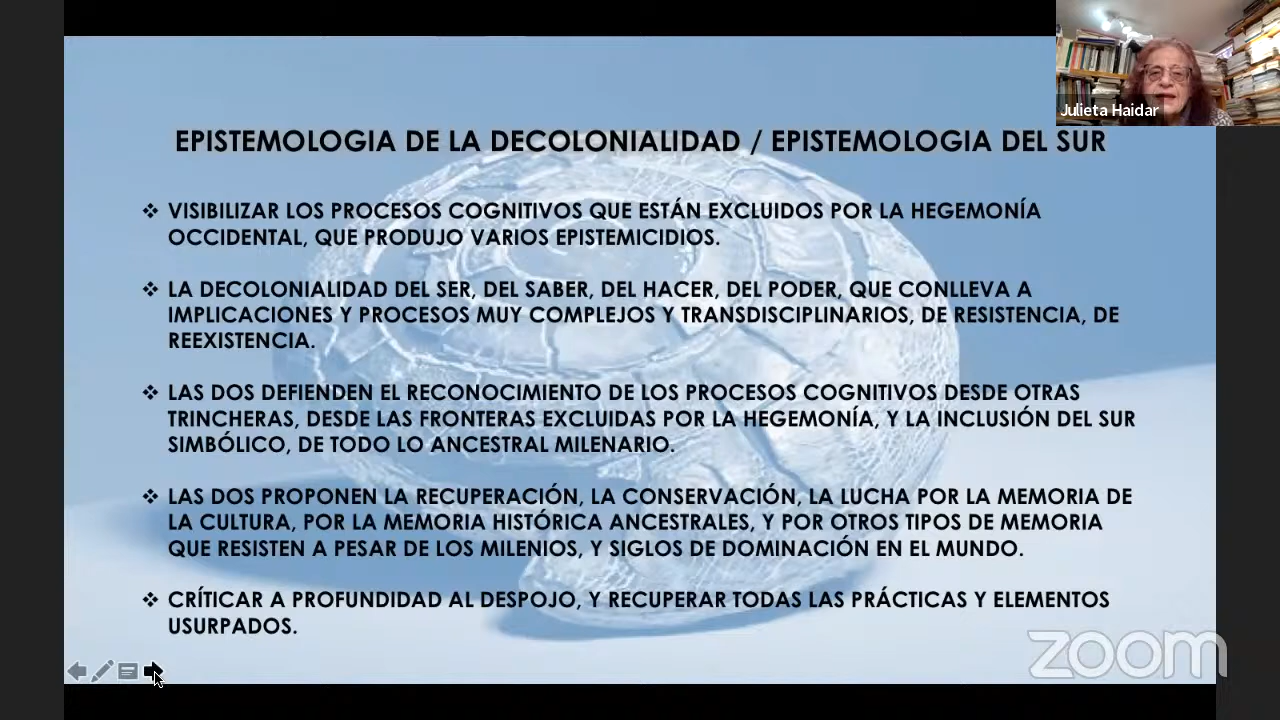 Julieta Haidar
EPISTEMOLOGIA DE LA DECOLONIALIDAD / EPISTEMOLOGIA DEL SUR
❖ VISIBILIZAR LOS PROCESOS COGNITIVOS QUE ESTÁN EXCLUIDOS POR LA HEGEMONÍA
OCCIDENTAL, QUE PRODUJO VARIOS EPISTEMICIDIOS.
❖ LA DECOLONIALIDAD DEL SER, DEL SABER, DEL HACER, DEL PODER, QUE CONLLEVA A
IMPLICACIONES Y PROCESOS MUY COMPLEJOS Y TRANSDISCIPLINARIOS, DE RESISTENCIA, DE
REEXISTENCIA.
❖ LAS DOS DEFIENDEN EL RECONOCIMIENTO DE LOS PROCESOS COGNITIVOS DESDE OTRAS
TRINCHERAS, DESDE LAS FRONTERAS EXCLUIDAS POR LA HEGEMONÍA, Y LA INCLUSIÓN DEL SUR
SIMBÓLICO, DE TODO LO ANCESTRAL MILENARIO.
❖ LAS DOS PROPONEN LA RECUPERACIÓN, LA CONSERVACIÓN, LA LUCHA POR LA MEMORIA DE
LA CULTURA, POR LA MEMORIA HISTÓRICA ANCESTRALES, Y POR OTROS TIPOS DE MEMORIA
QUE RESISTEN A PESAR DE LOS MILENIOS, Y SIGLOS DE DOMINACIÓN EN EL MUNDO.
❖ CRÍTICAR A PROFUNDIDAD AL DESPOJO, Y RECUPERAR TODAS LAS PRÁCTICAS Y ELEMENTOS
USURPADOS.
zoom